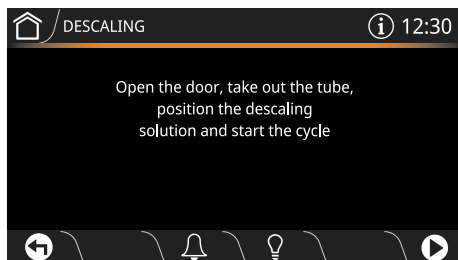 DESCALING
i 12:30
Open the door, take out the tube,
position the descaling
solution and start the cycle